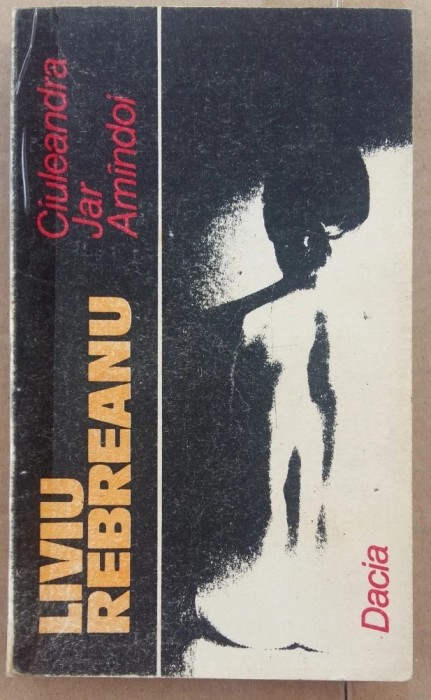 LIVIU
REBREANU
Ciuleandra
Jar
Amîndoi
Dacia